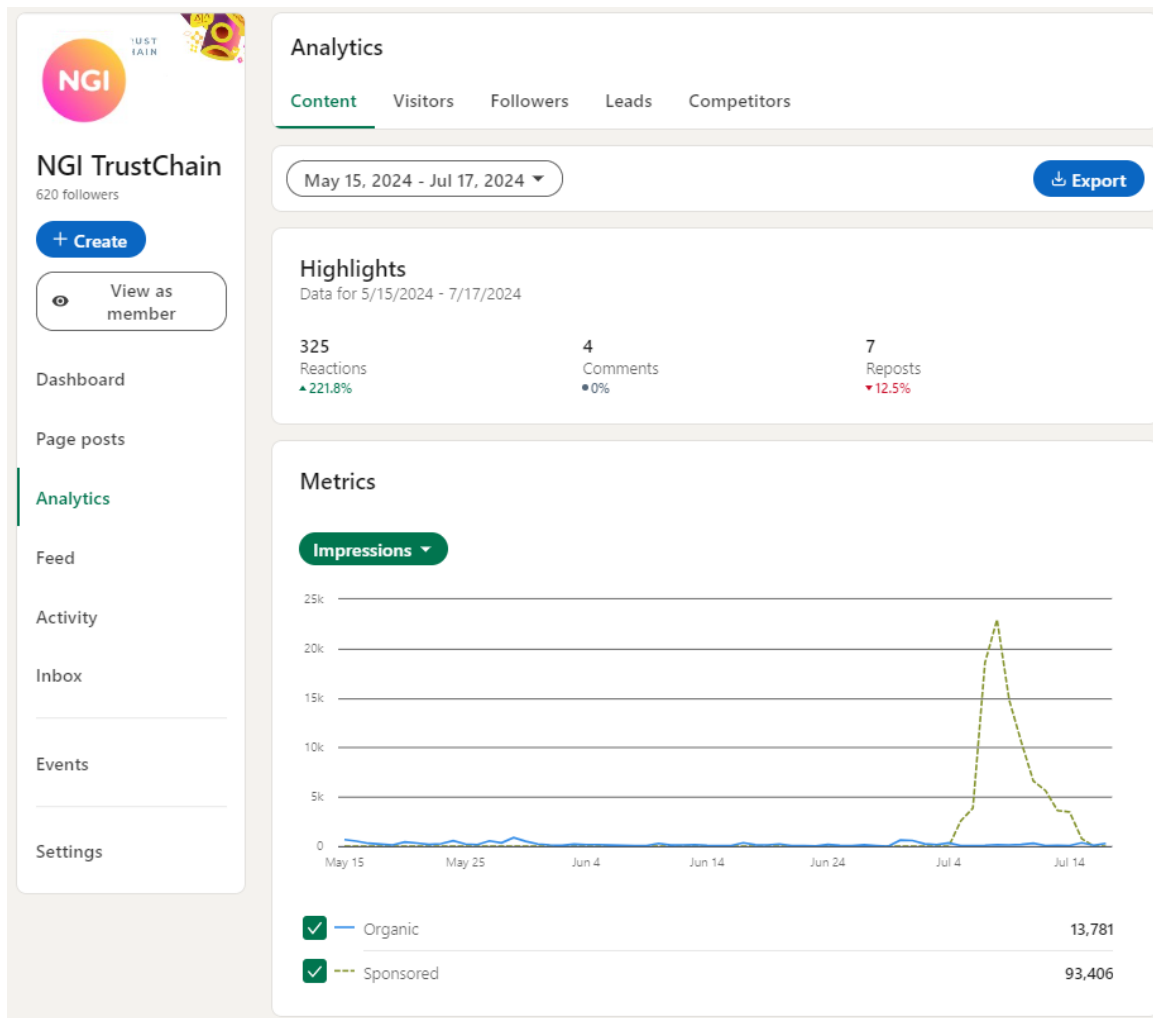 UST
NGI
NGI TrustChain
620 followers
+ Create
View as
member
Dashboard
Page posts
Analytics
Feed
Activity
Inbox
Events
Settings
Analytics
Content Visitors Followers Leads Competitors
May 15, 2024 - Jul 17, 2024
Export
Highlights
Data for 5/15/2024 - 7/17/2024
325 4 7
Reactions Comments Reposts
221.8% 0% 12.5%
Metrics
Impressions
25k
20k
15k
10k
5k
0
May 15 May 25 Jun 4 Jun 14 Jun 24 Jul 4 Jul 14
Organic 13,781
Sponsored 93,406